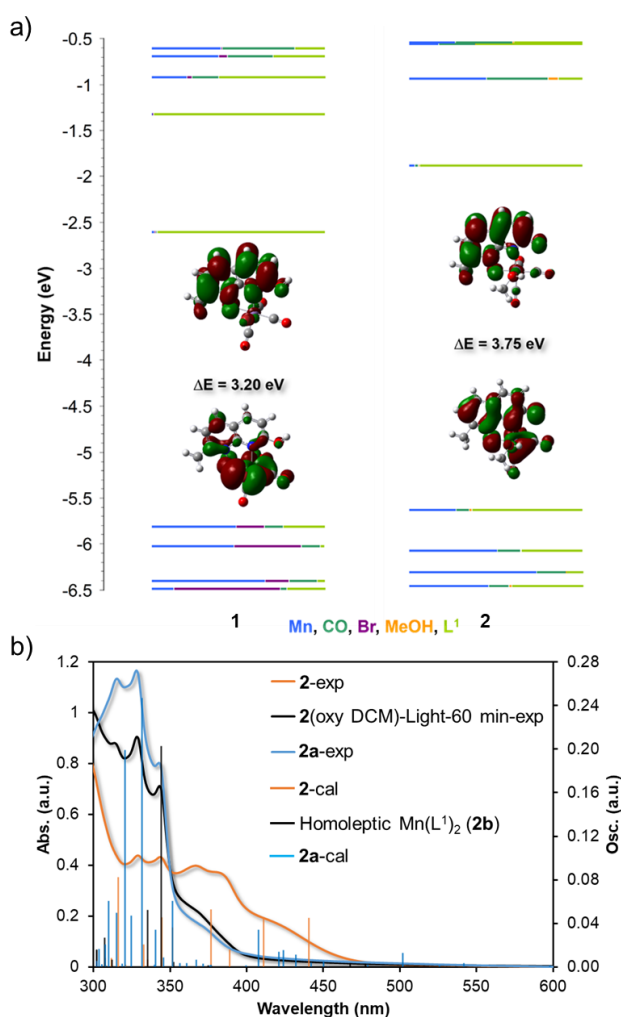 a)
-0.5
-1
-1.5
-2
-2.5
-3
-3.5
-4
-4.5
-5
-5.5
-6
-6.5
Energy (eV)
ΔE = 3.20 eV
ΔE = 3.75 eV
1 Mn, CO, Br, MeOH, L¹ 2
b)
1.2
1
0.8
0.6
0.4
0.2
0
Abs. (a.u.)
2-exp
2(oxy DCM)-Light-60 min-exp
2a-exp
2-cal
Homoleptic Mn(L¹)₂ (2b)
2a-cal
0.28
0.24
0.20
0.16
0.12
0.08
0.04
0.00
Osc. (a.u.)
300 350 400 450 500 550 600
Wavelength (nm)